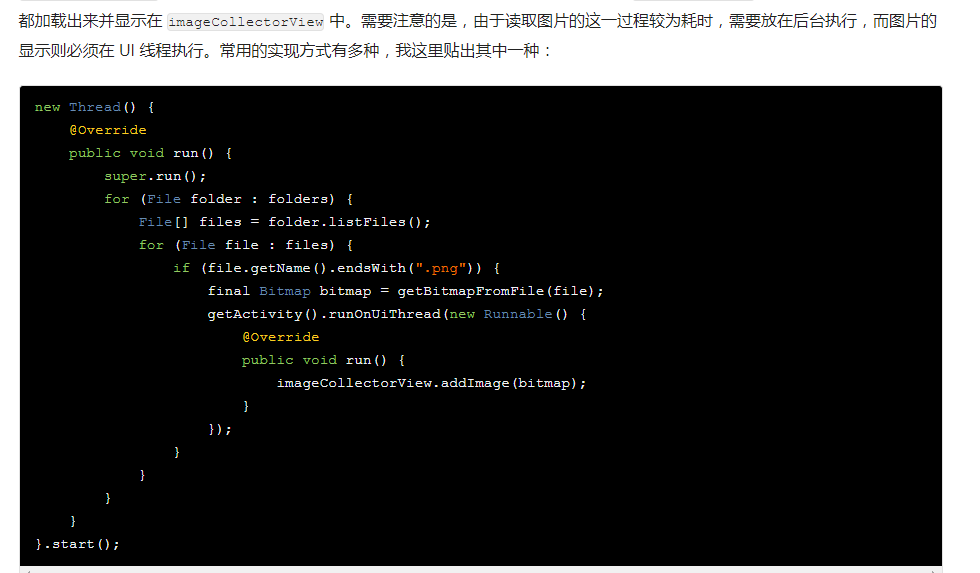 都加载出来并显示在 imageCollectorView 中。需要注意的是，由于读取图片的这一过程较为耗时，需要放在后台执行，而图片的
显示则必须在 UI 线程执行。常用的实现方式有多种，我这里贴出其中一种：
new Thread() {
    @Override
    public void run() {
        super.run();
        for (File folder : folders) {
            File[] files = folder.listFiles();
            for (File file : files) {
                if (file.getName().endsWith(".png")) {
                    final Bitmap bitmap = getBitmapFromFile(file);
                    getActivity().runOnUiThread(new Runnable() {
                        @Override
                        public void run() {
                            imageCollectorView.addImage(bitmap);
                        }
                    });
                }
            }
        }
    }
}.start();